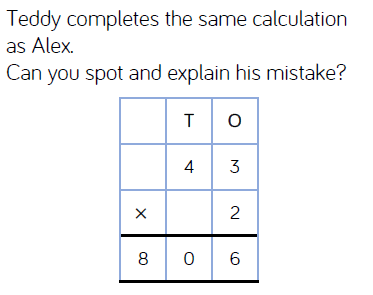 Teddy completes the same calculation
as Alex.
Can you spot and explain his mistake?
T O
4 3
× 2
8 0 6